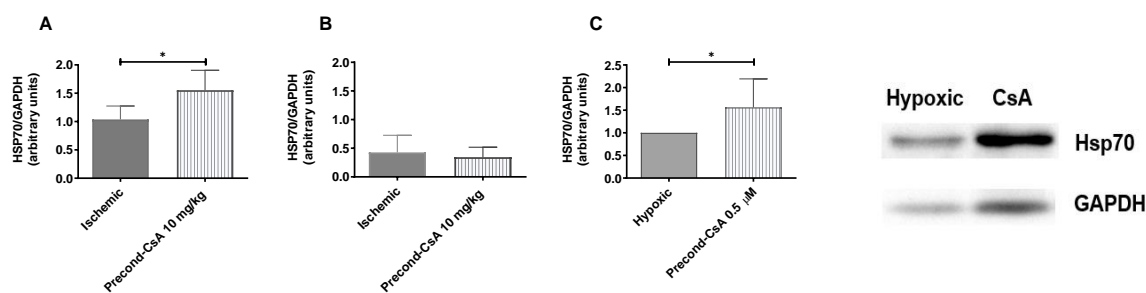 A
HSP70/GAPDH
(arbitrary units)
2.0
1.5
1.0
0.5
0.0
*
Ischemic
Precond-CsA 10 mg/kg
B
HSP70/GAPDH
(arbitrary units)
2.0
1.5
1.0
0.5
0.0
Ischemic
Precond-CsA 10 mg/kg
C
HSP70/GAPDH
(arbitrary units)
2.5
2.0
1.5
1.0
0.5
0.0
*
Hypoxic
Precond-CsA 0.5 µM
Hypoxic CsA
Hsp70
GAPDH